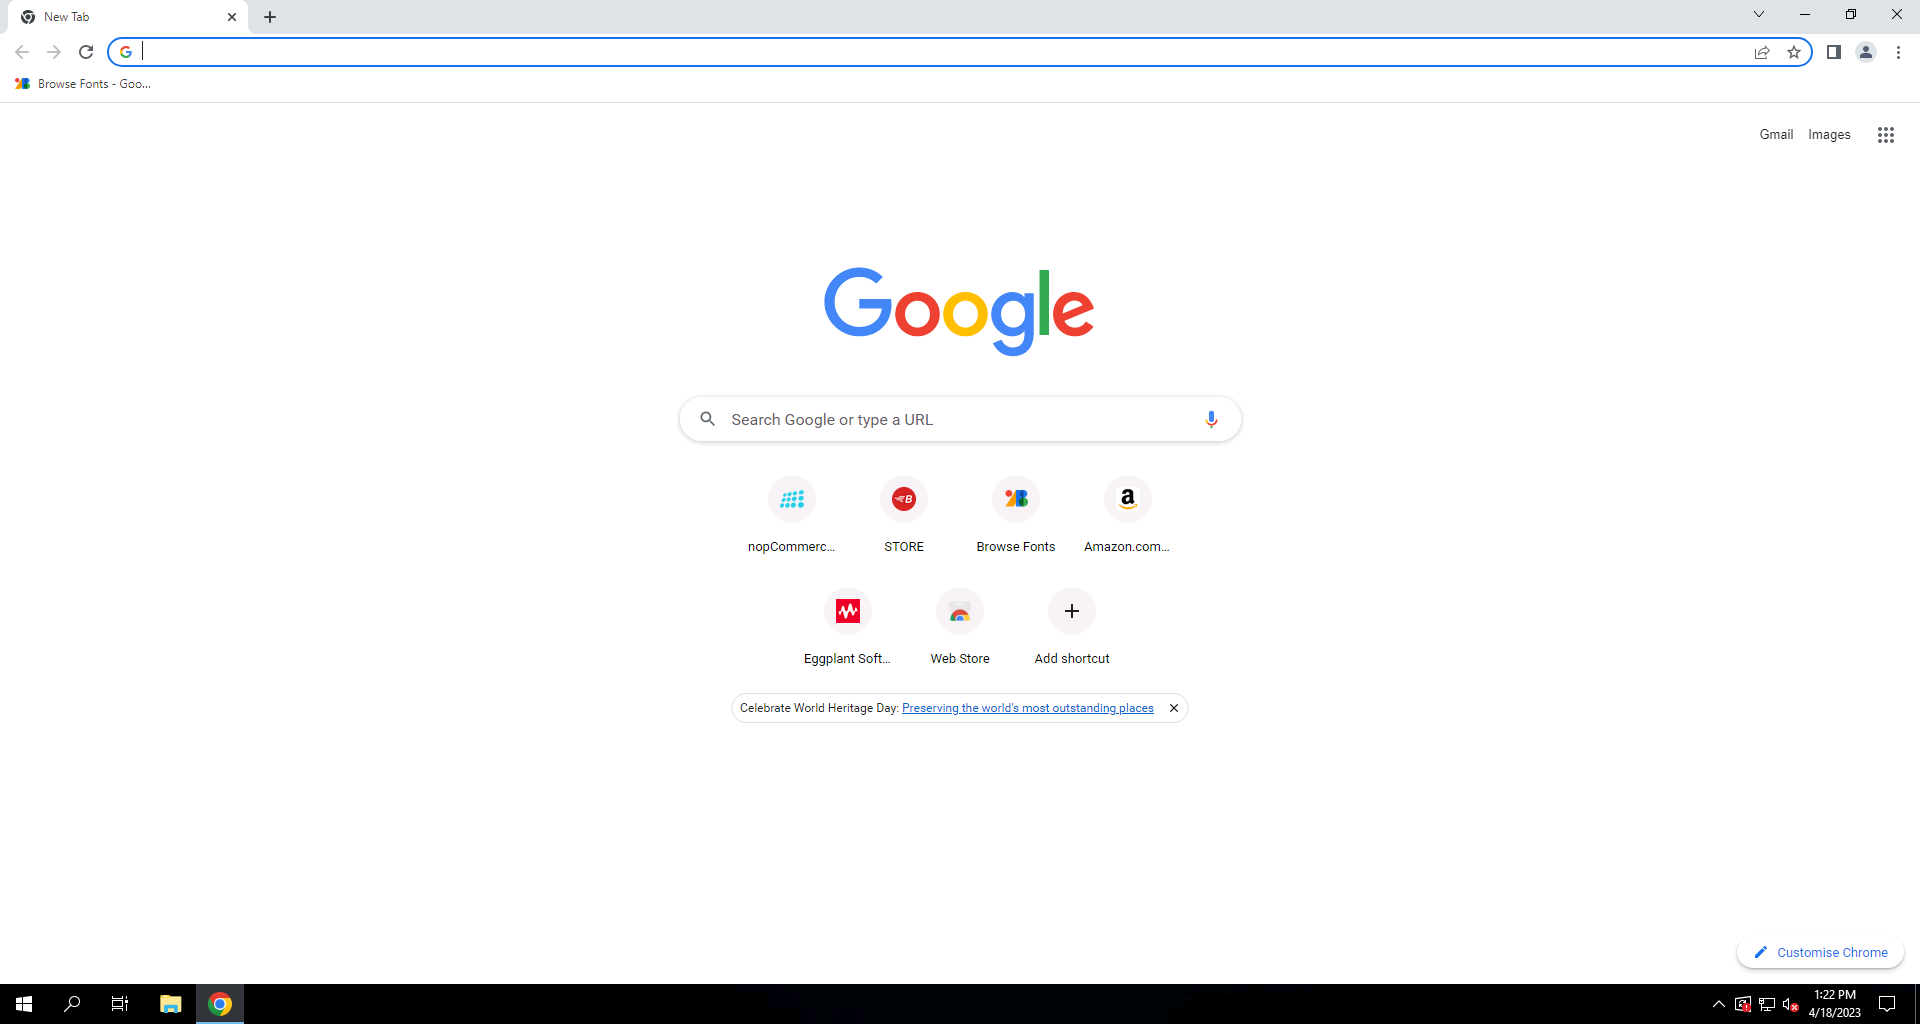 New Tab
Browse Fonts - Goo...
Gmail
Images
Google
Search Google or type a URL
nopCommerc...
STORE
Browse Fonts
Amazon.com...
Eggplant Soft...
Web Store
Add shortcut
Celebrate World Heritage Day: Preserving the world's most outstanding places
Customise Chrome
1:22 PM
4/18/2023